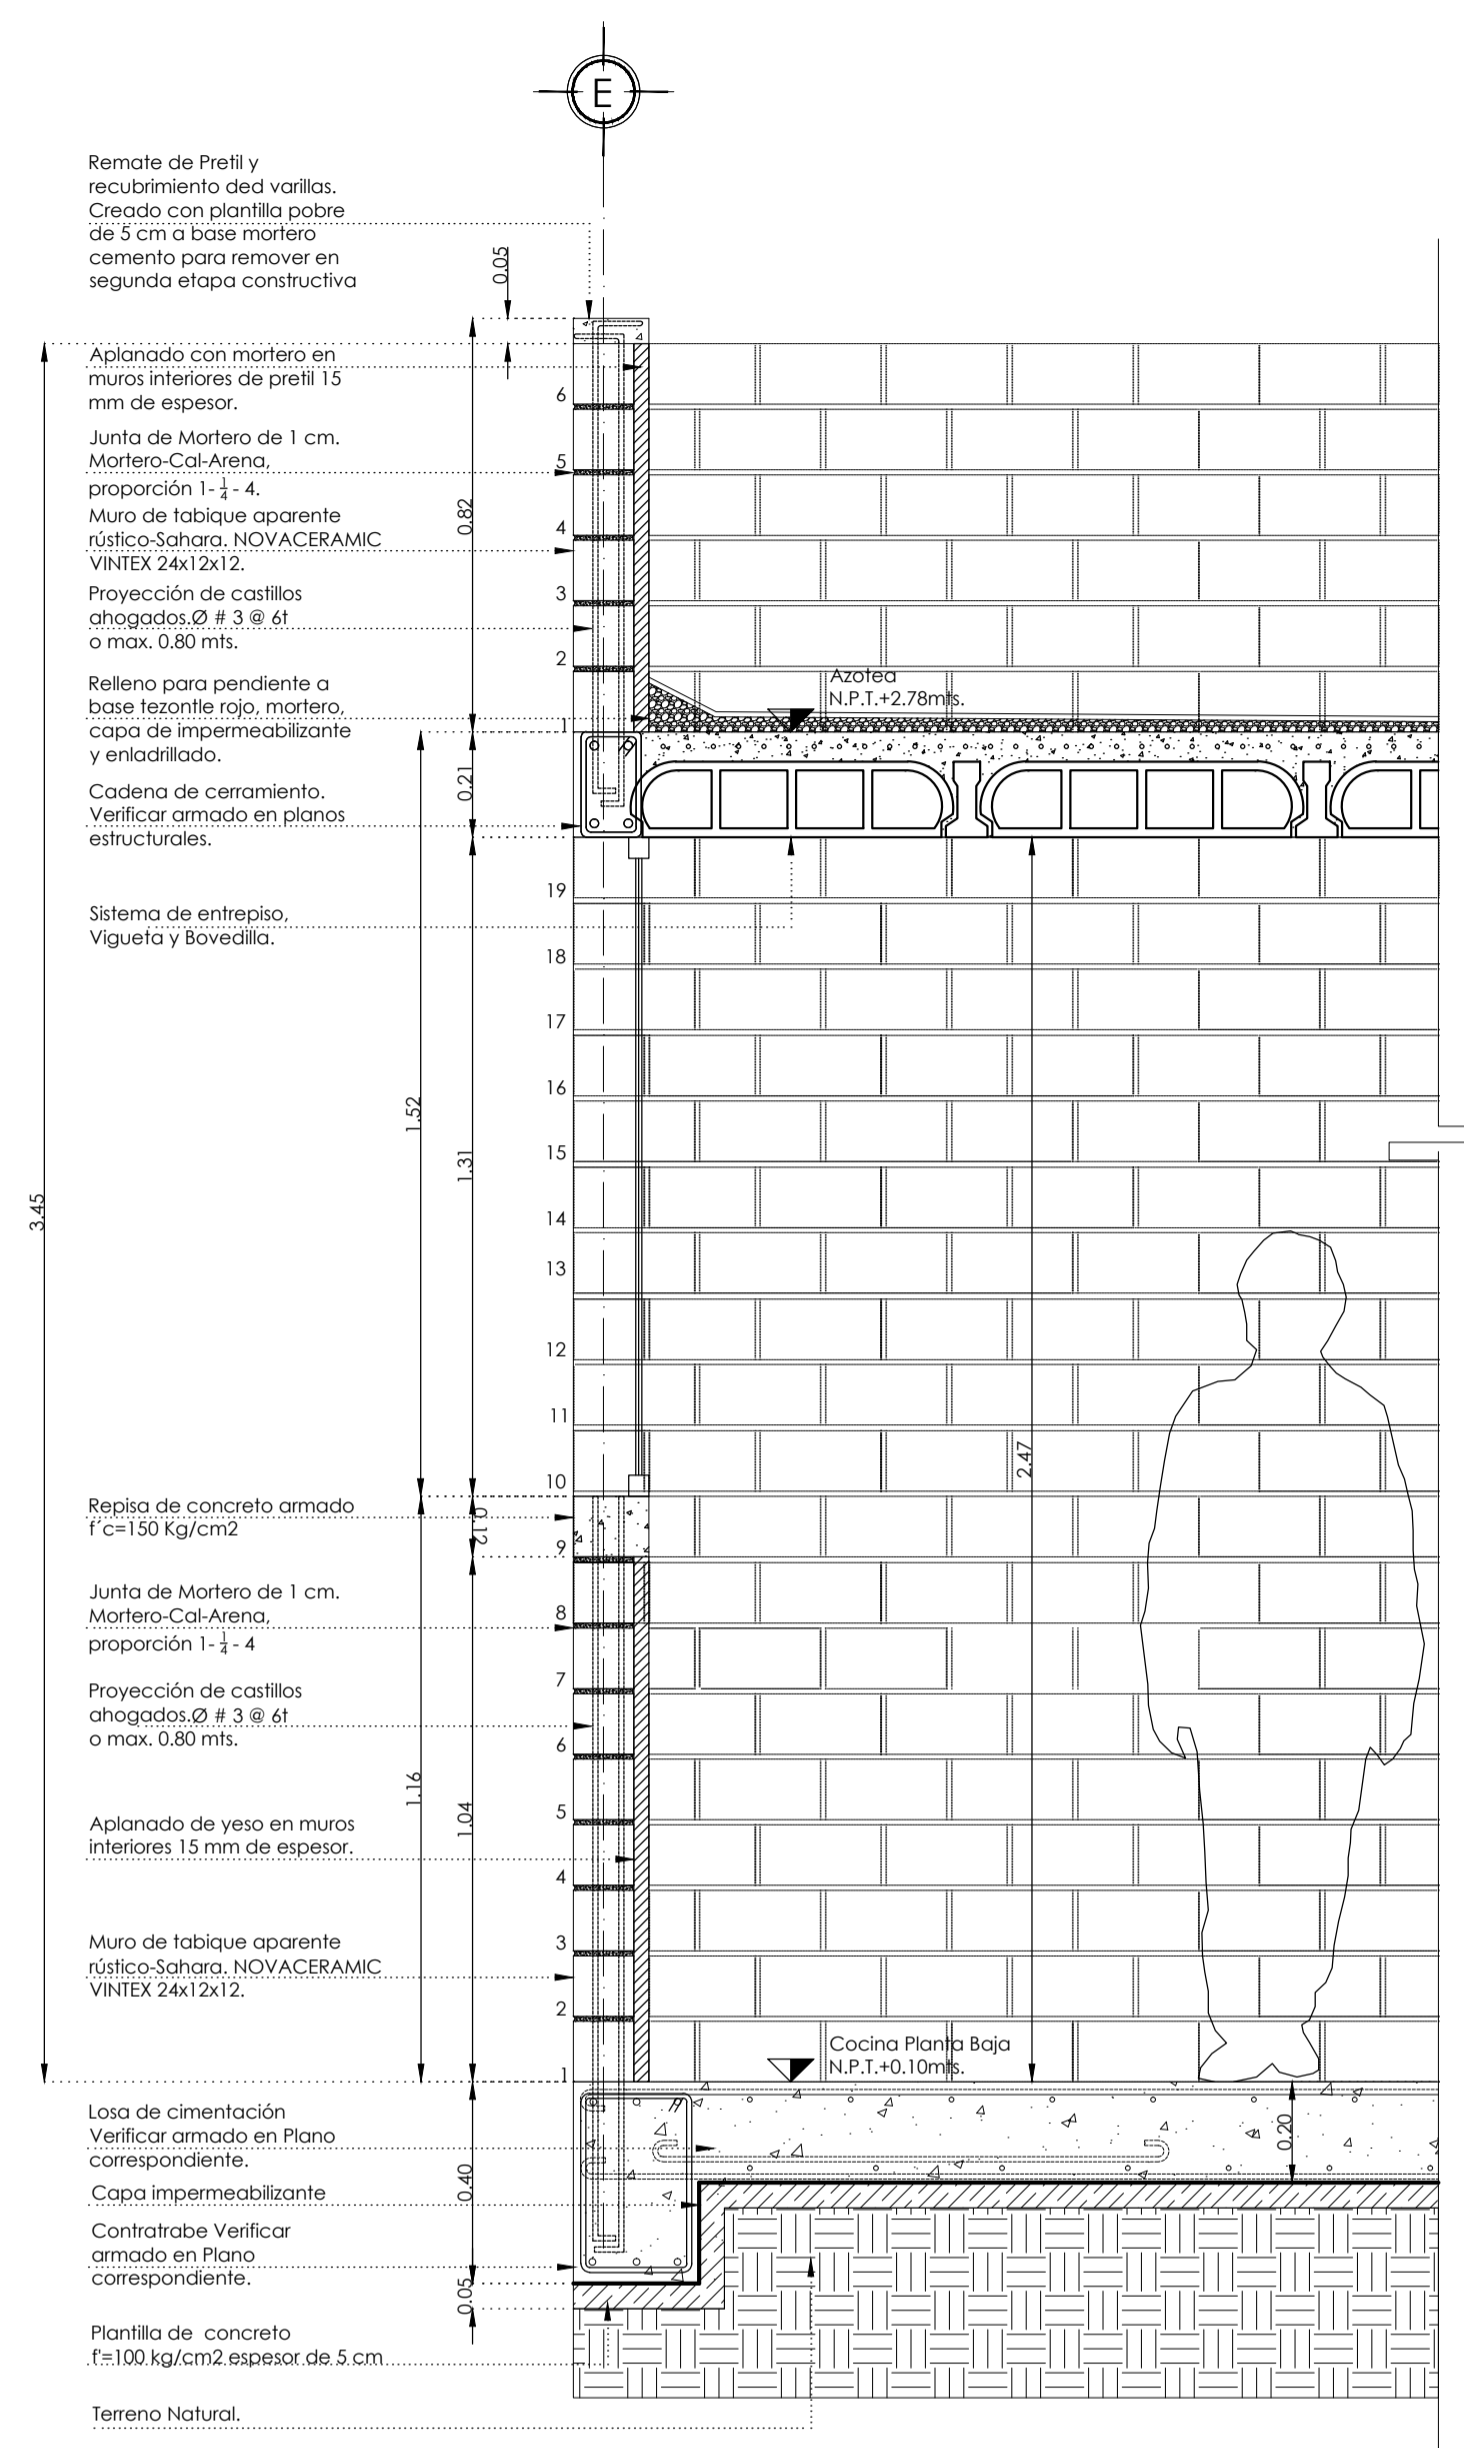 E
Remate de Pretil y
recubrimiento ded varillas.
Creado con plantilla pobre
de 5 cm a base mortero
cemento para remover en
segunda etapa constructiva
0.05
Aplanado con mortero en
muros interiores de pretil 15
mm de espesor.
6
Junta de Mortero de 1 cm.
Mortero-Cal-Arena,
proporción 1- 1/4 - 4.
5
0.82
Muro de tabique aparente
rústico-Sahara. NOVACERAMIC
VINTEX 24x12x12.
4
Proyección de castillos
ahogados.Ø # 3 @ 6t
o max. 0.80 mts.
3
2
Relleno para pendiente a
base tezontle rojo, mortero,
capa de impermeabilizante
y enladrillado.
1
Azotea
N.P.T.+2.78mts.
0.21
Cadena de cerramiento.
Verificar armado en planos
estructurales.
Sistema de entrepiso,
Vigueta y Bovedilla.
19
18
17
16
15
14
13
12
11
10
1.52
1.31
3.45
2.47
Repisa de concreto armado
f´c=150 Kg/cm2
0.12
9
Junta de Mortero de 1 cm.
Mortero-Cal-Arena,
proporción 1- 1/4 - 4
8
7
Proyección de castillos
ahogados.Ø # 3 @ 6t
o max. 0.80 mts.
6
1.16
1.04
5
Aplanado de yeso en muros
interiores 15 mm de espesor.
4
Muro de tabique aparente
rústico-Sahara. NOVACERAMIC
VINTEX 24x12x12.
3
2
1
Cocina Planta Baja
N.P.T.+0.10mts.
Losa de cimentación
Verificar armado en Plano
correspondiente.
0.20
0.40
Capa impermeabilizante
Contratrabe Verificar
armado en Plano
correspondiente.
0.05
Plantilla de concreto
f'=100 kg/cm2 espesor de 5 cm
Terreno Natural.